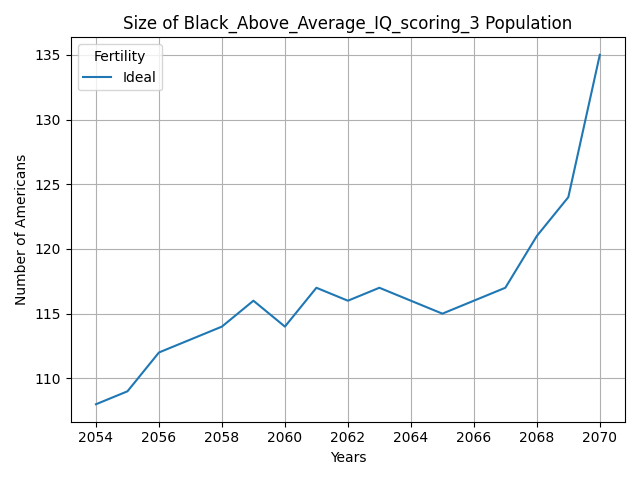 Size of Black_Above_Average_IQ_scoring_3 Population
Fertility
Ideal
Number of Americans
135
130
125
120
115
110
2054 2056 2058 2060 2062 2064 2066 2068 2070
Years